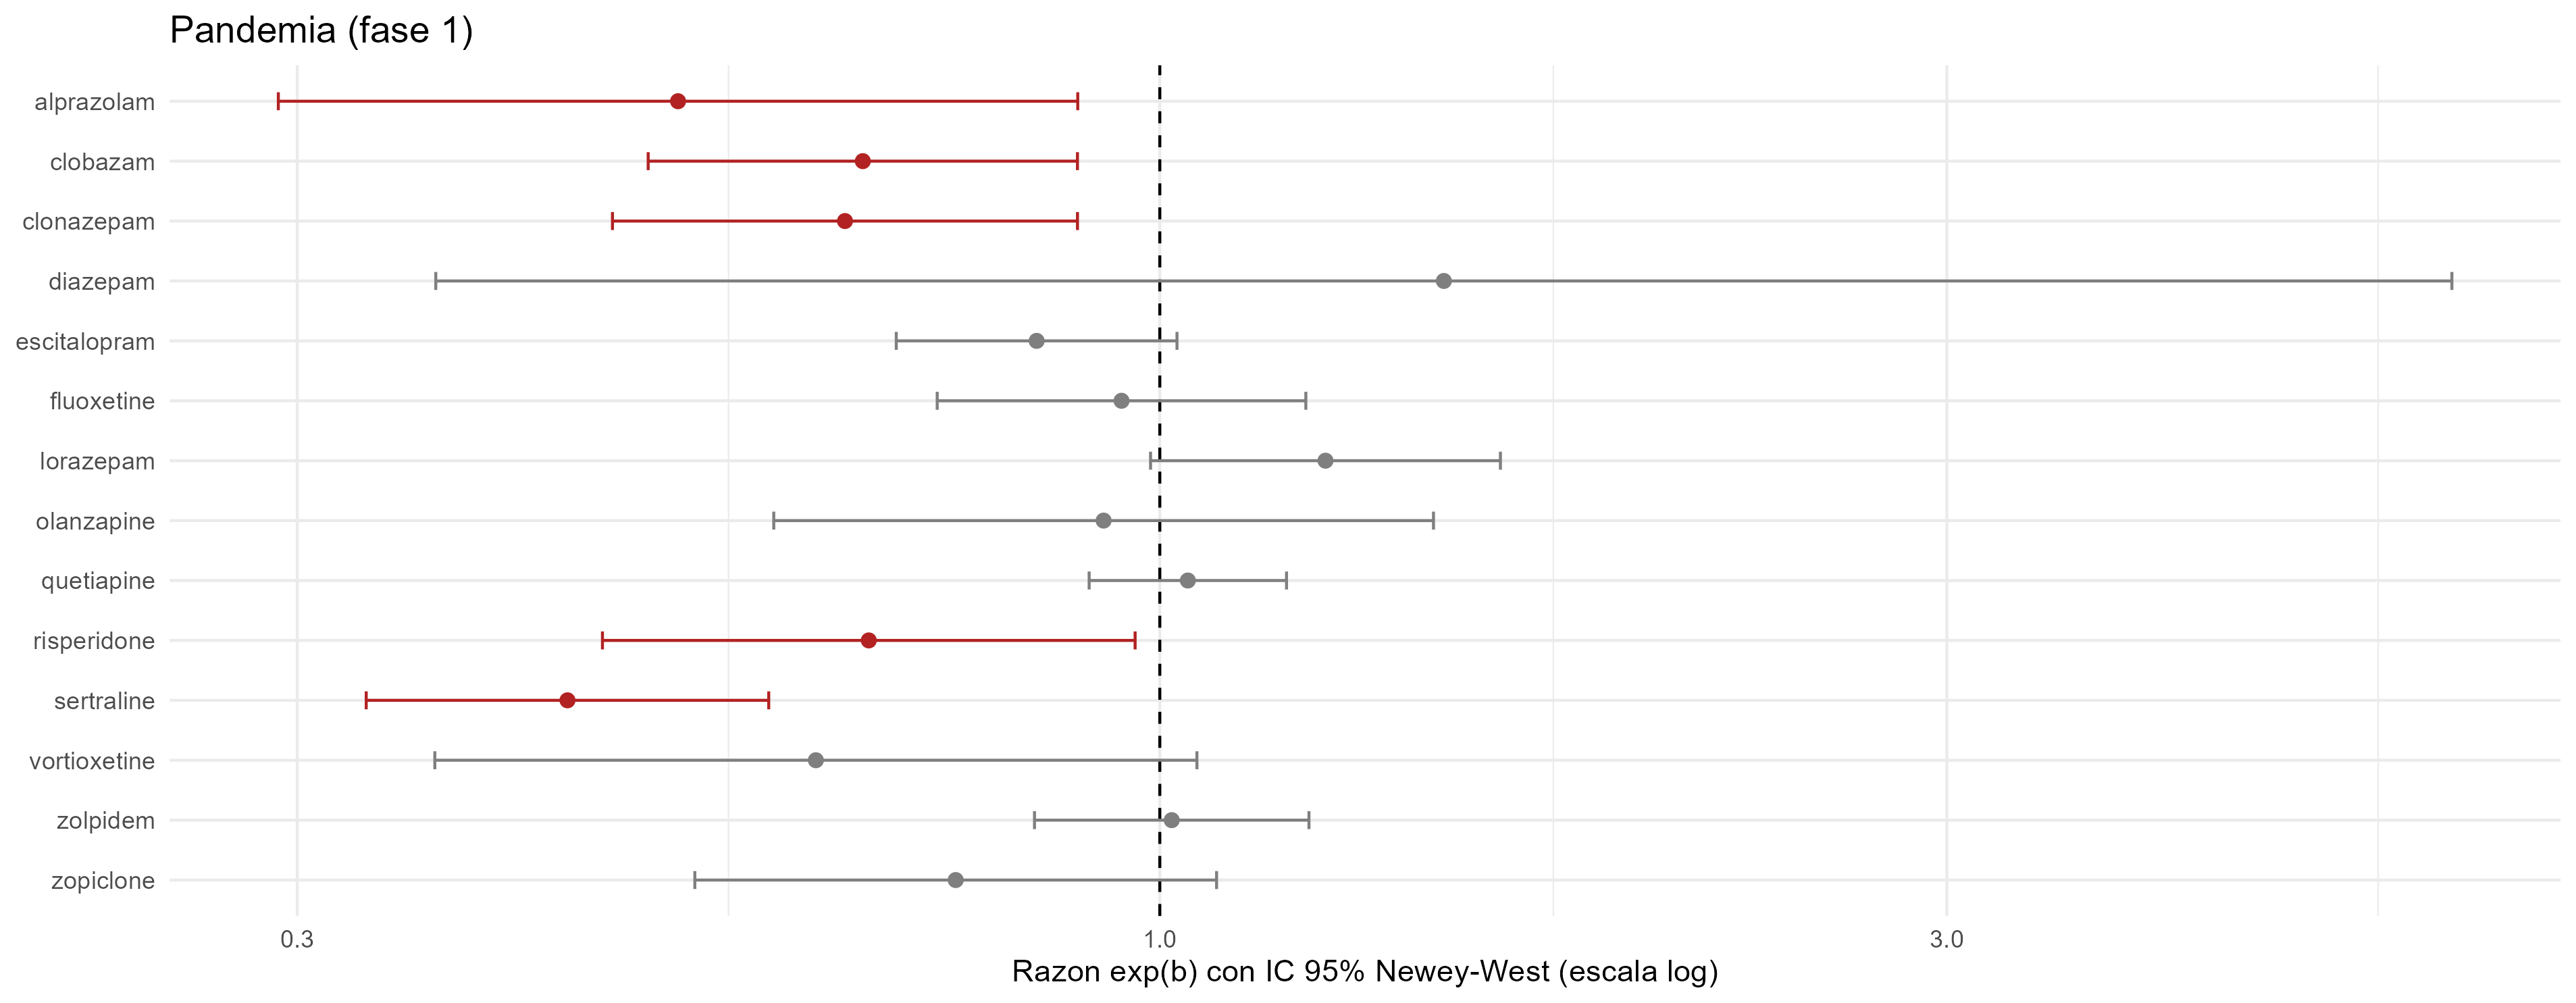 Pandemia (fase 1)
alprazolam
clobazam
clonazepam
diazepam
escitalopram
fluoxetine
lorazepam
olanzapine
quetiapine
risperidone
sertraline
vortioxetine
zolpidem
zopiclone
0.3 1.0 3.0
Razon exp(b) con IC 95% Newey-West (escala log)